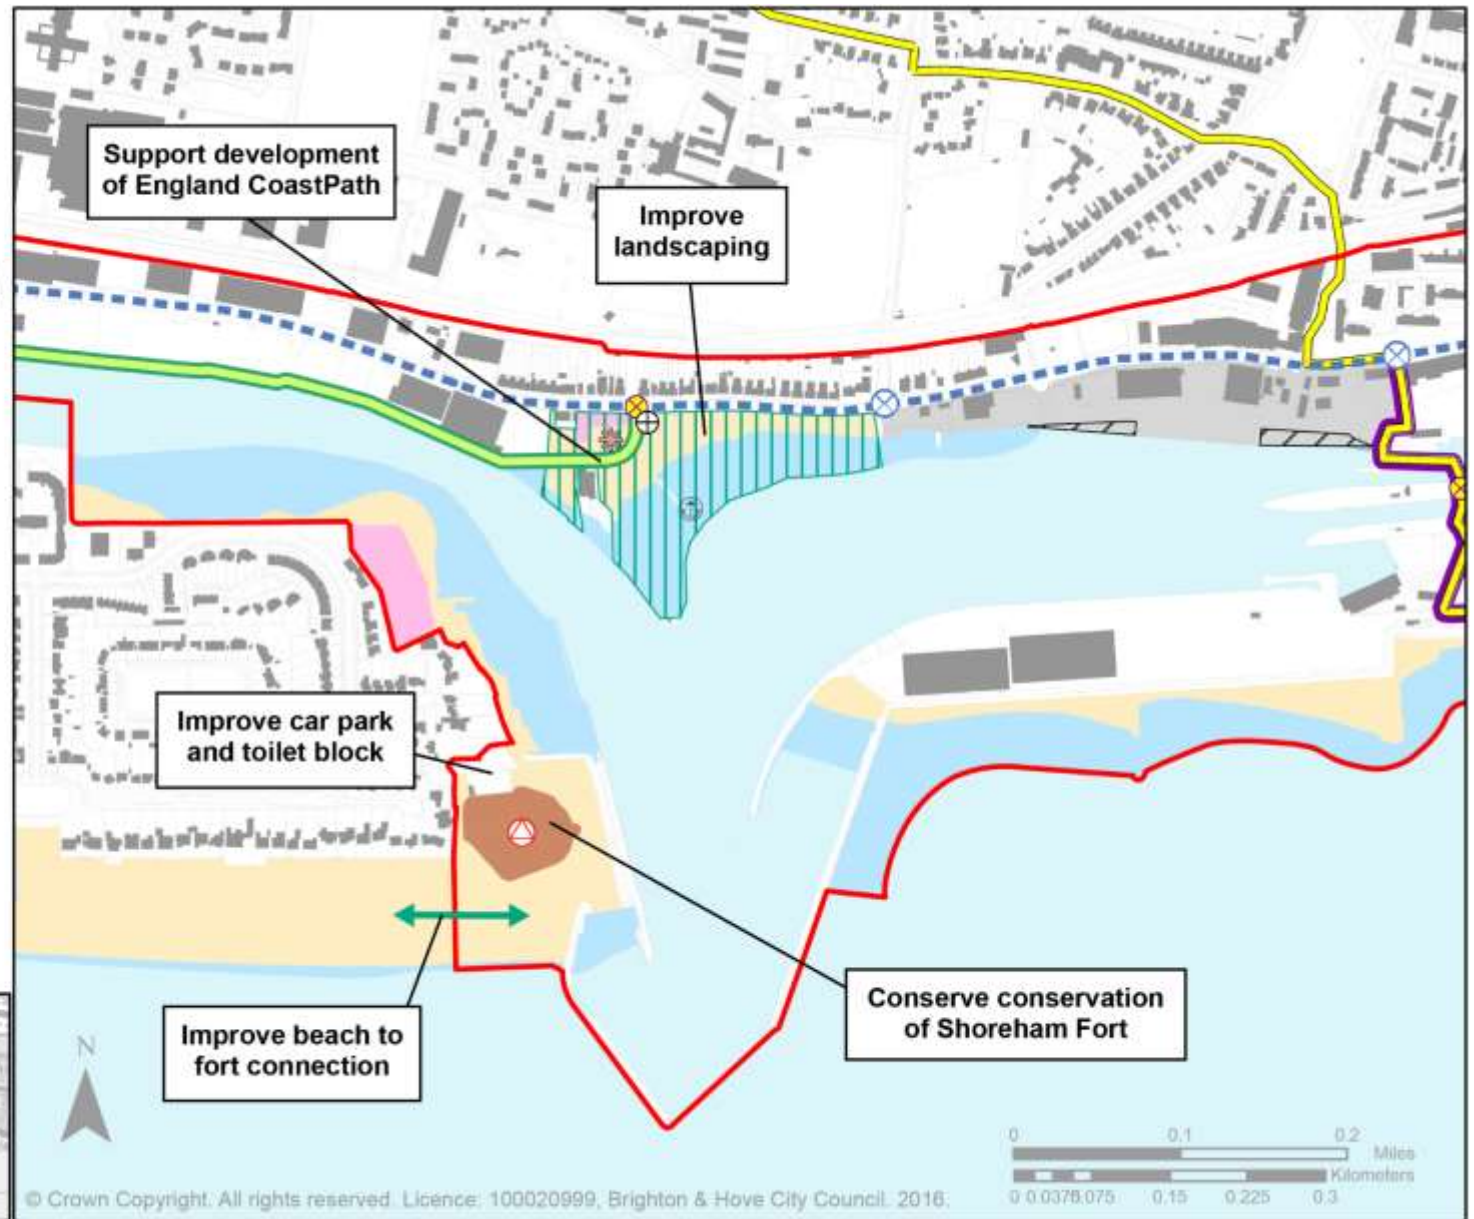 Support development
of England CoastPath
Improve
landscaping
Improve car park
and toilet block
Improve beach to
fort connection
Conserve conservation
of Shoreham Fort
N
0 0.1 0.2
Miles
Kilometers
0 0.0375 0.075 0.15 0.225 0.3
© Crown Copyright. All rights reserved. Licence: 100020999, Brighton & Hove City Council. 2016.